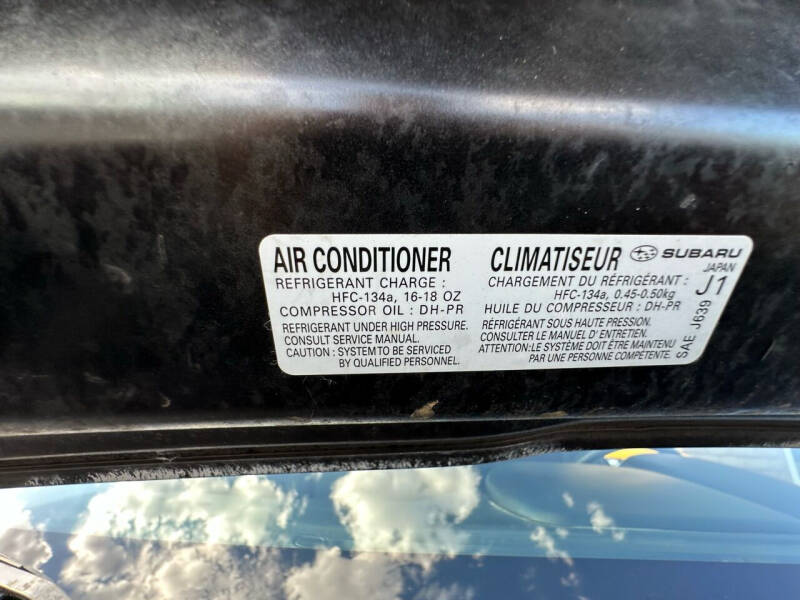 AIR CONDITIONER
REFRIGERANT CHARGE :
HFC-134a, 16-18 OZ
COMPRESSOR OIL : DH-PR
REFRIGERANT UNDER HIGH PRESSURE.
CONSULT SERVICE MANUAL.
CAUTION : SYSTEM TO BE SERVICED
BY QUALIFIED PERSONNEL.
CLIMATISEUR
CHARGEMENT DU RÉFRIGÉRANT :
HFC-134a, 0.45-0.50kg
HUILE DU COMPRESSEUR : DH-PR
RÉFRIGÉRANT SOUS HAUTE PRESSION.
CONSULTER LE MANUEL D' ENTRETIEN.
ATTENTION:LE SYSTÈME DOIT ÊTRE MAINTENU
PAR UNE PERSONNE COMPÉTENTE.
SUBARU
JAPAN
J1
SAE J639